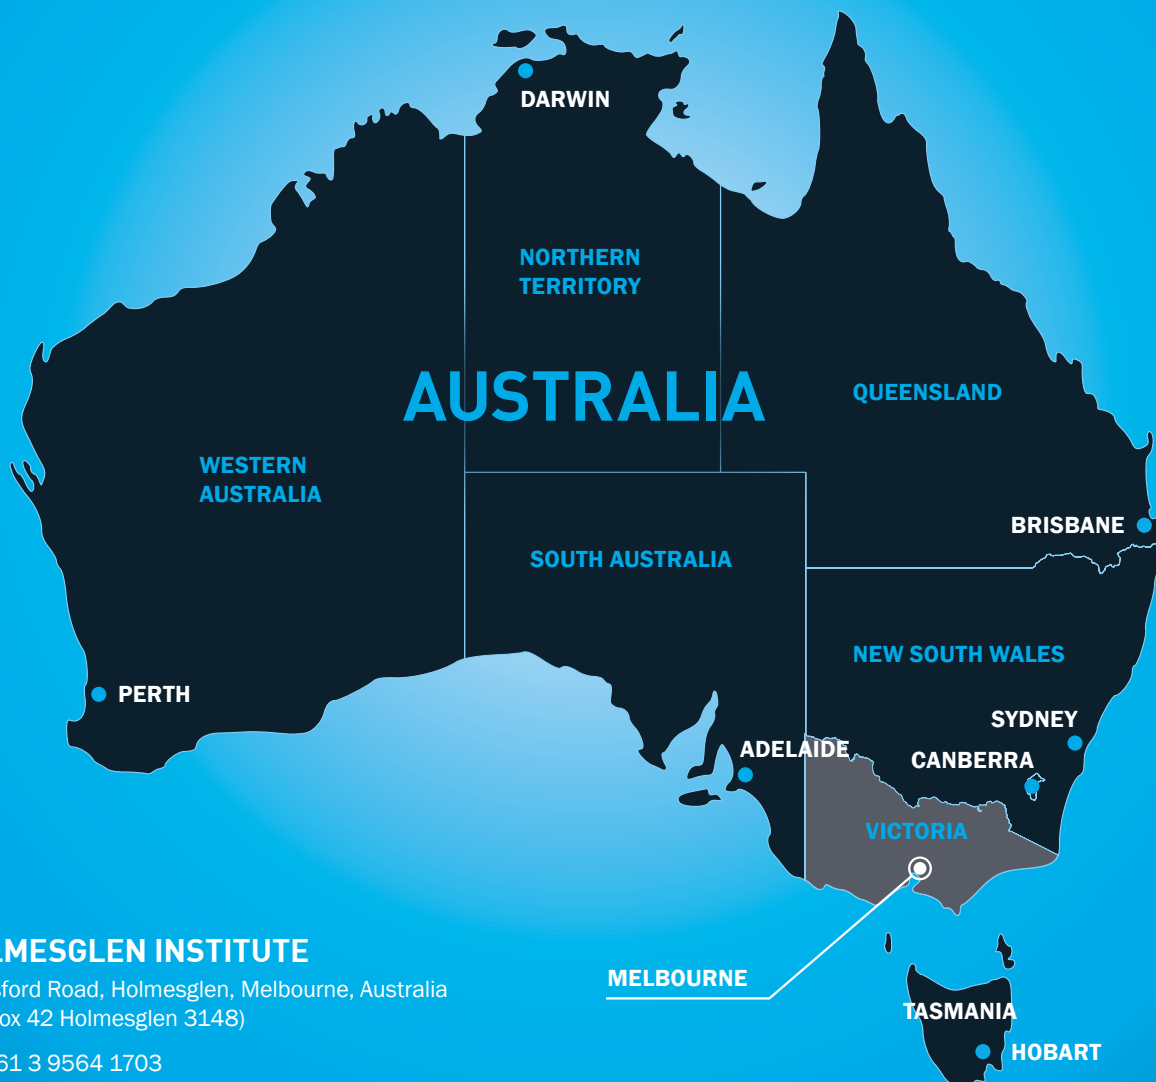 DARWIN
NORTHERN
TERRITORY
AUSTRALIA
QUEENSLAND
WESTERN
AUSTRALIA
BRISBANE
SOUTH AUSTRALIA
NEW SOUTH WALES
PERTH
SYDNEY
ADELAIDE
CANBERRA
VICTORIA
LMESGLEN INSTITUTE
sford Road, Holmesglen, Melbourne, Australia
ox 42 Holmesglen 3148)
61 3 9564 1703
MELBOURNE
TASMANIA
HOBART